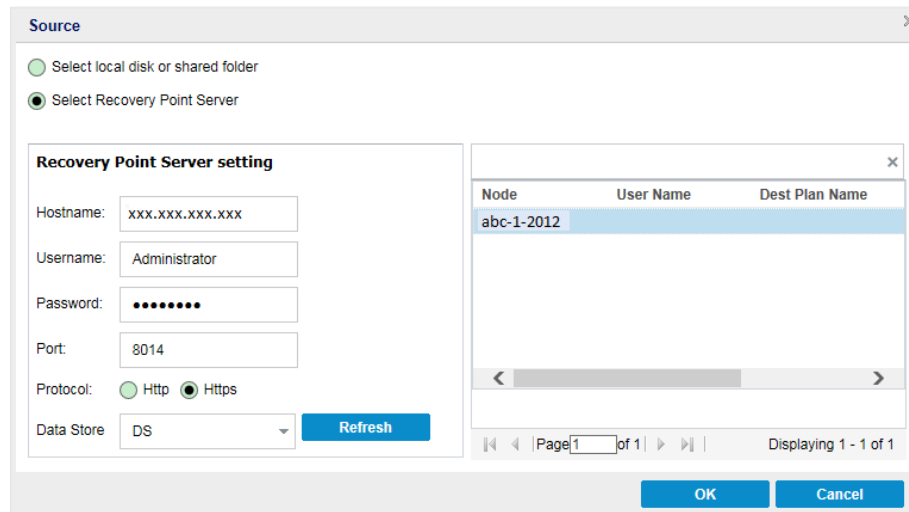 Source
Select local disk or shared folder
Select Recovery Point Server
Recovery Point Server setting
Hostname: xxx.xxx.xxx.xxx
Username: Administrator
Password: ●●●●●●●●
Port: 8014
Protocol: Http Https
Data Store DS Refresh
Node User Name Dest Plan Name
abc-1-2012
Page 1 of 1 Displaying 1 - 1 of 1
OK Cancel